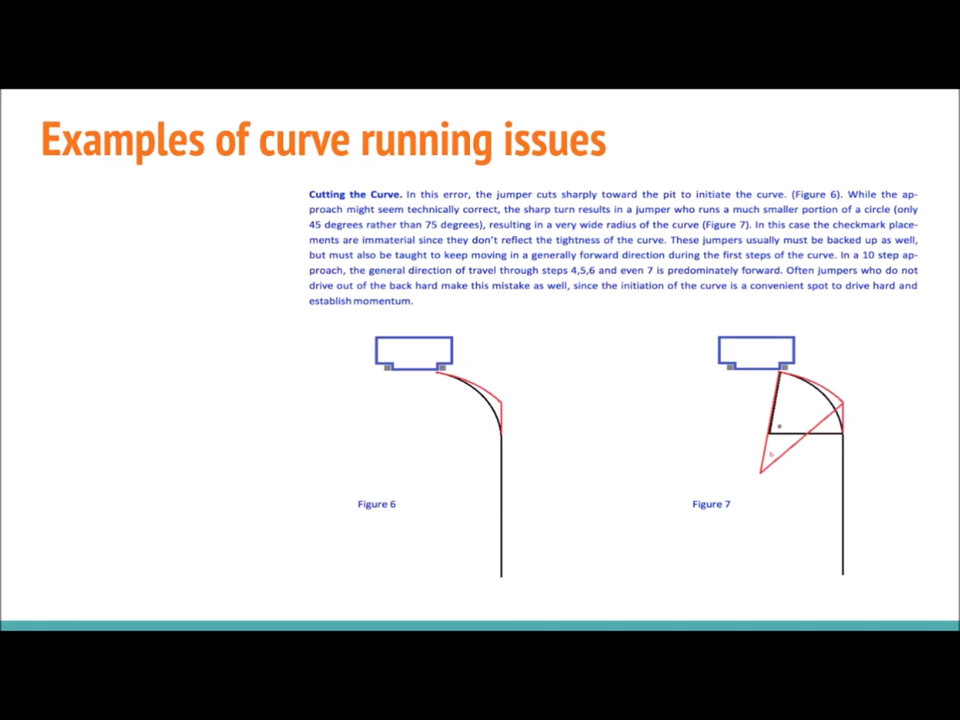 Examples of curve running issues
Cutting the Curve. In this error, the jumper cuts sharply toward the pit to initiate the curve. (Figure 6). While the ap-
proach might seem technically correct, the sharp turn results in a jumper who runs a much smaller portion of a circle (only
45 degrees rather than 75 degrees), resulting in a very wide radius of the curve (Figure 7). In this case the checkmark place-
ments are immaterial since they don't reflect the tightness of the curve. These jumpers usually must be backed up as well,
but must also be taught to keep moving in a generally forward direction during the first steps of the curve. In a 10 step ap-
proach, the general direction of travel through steps 4,5,6 and even 7 is predominately forward. Often jumpers who do not
drive out of the back hard make this mistake as well, since the initiation of the curve is a convenient spot to drive hard and
establish momentum.
a
b
Figure 6
Figure 7